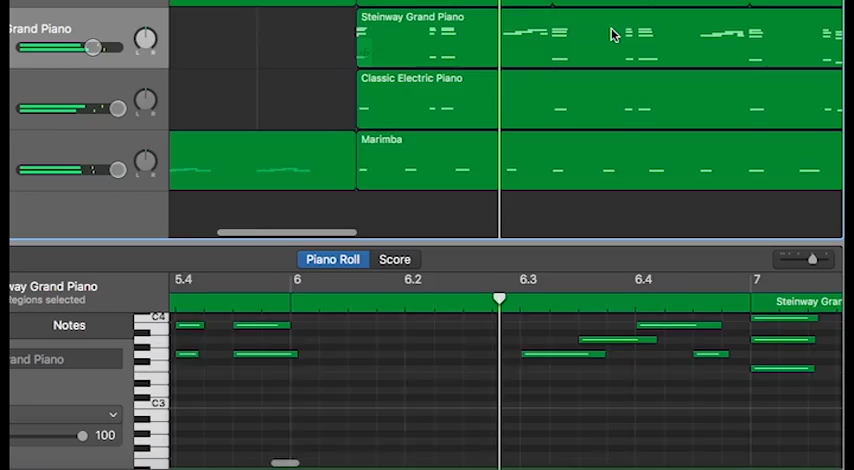 Grand Piano
L R
Steinway Grand Piano
L R
Classic Electric Piano
L R
Marimba
Piano Roll Score
way Grand Piano
egions selected
5.4 6 6.2 6.3 6.4 7
Steinway Gran
Notes
C4
and Piano
C3
100